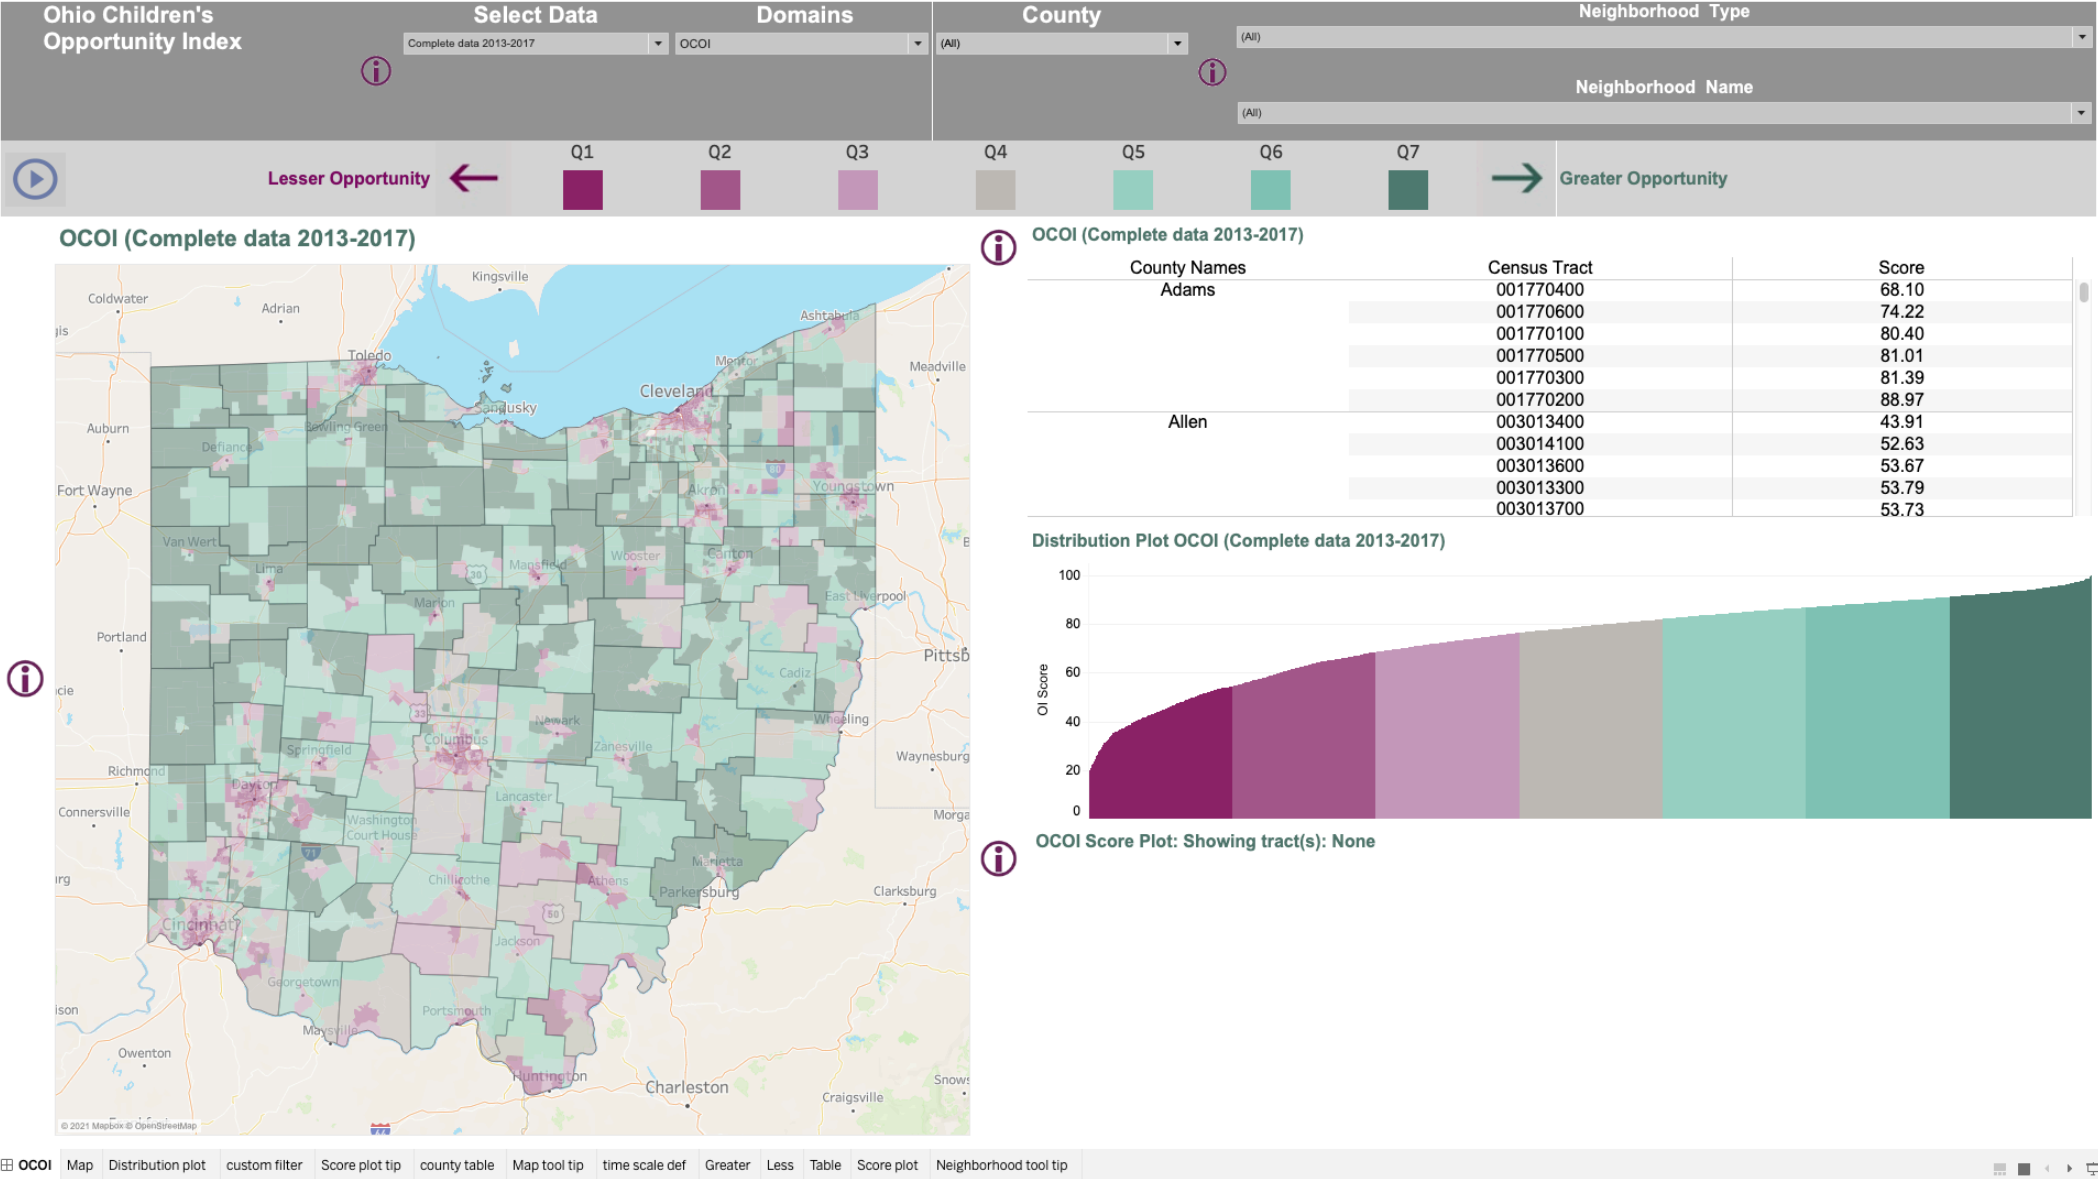 Ohio Children's
Opportunity Index
Select Data
Domains
County
Neighborhood Type
Complete data 2013-2017
OCOI
(All)
(All)
Neighborhood Name
(All)
Lesser Opportunity
Q1
Q2
Q3
Q4
Q5
Q6
Q7
Greater Opportunity
OCOI (Complete data 2013-2017)
Kingsville
Coldwater
Adrian
Ashtabula
gis
Toledo
Mentor
Meadville
Cleveland
Sandusky
Auburn
Bowling Green
Defiance
80
Fort Wayne
Akron
Youngstown
Van Wert
Wooster
Canton
Lima
30
Mansfield
Marion
East Liverpool
Portland
Pittsb
Cadiz
cie
33
Newark
Wheeling
Columbus
Zanesville
Springfield
Waynesburg
Richmond
Dayton
Lancaster
Connersville
Washington
Court House
Morga
71
Marietta
urg
Chillicothe
Athens
Parkersburg
Clarksburg
50
Cincinnati
Jackson
Georgetown
ison
Portsmouth
Maysville
Owenton
Huntington
Charleston
Snows
Craigsville
© 2021 Mapbox © OpenStreetMap
OCOI (Complete data 2013-2017)
County Names Census Tract Score
Adams 001770400 68.10
001770600 74.22
001770100 80.40
001770500 81.01
001770300 81.39
001770200 88.97
Allen 003013400 43.91
003014100 52.63
003013600 53.67
003013300 53.79
003013700 53.73
Distribution Plot OCOI (Complete data 2013-2017)
100
80
60
40
20
0
OI Score
OCOI Score Plot: Showing tract(s): None
OCOI Map Distribution plot custom filter Score plot tip county table Map tool tip time scale def Greater Less Table Score plot Neighborhood tool tip